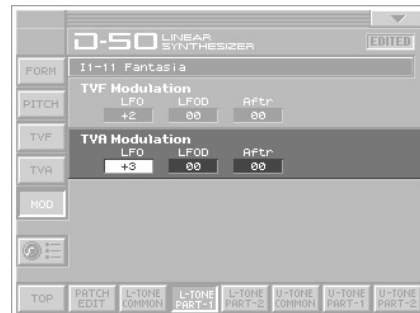 D-50 LINEAR SYNTHESIZER
EDITED
FORM
I1-11 Fantasia
PITCH
TVF Modulation
LFO LFOD Aftr
+2 00 00
TVF
TVA Modulation
LFO LFOD Aftr
+3 00 00
TVA
MOD
TOP
PATCH EDIT
L-TONE COMMON
L-TONE PART-1
L-TONE PART-2
U-TONE COMMON
U-TONE PART-1
U-TONE PART-2